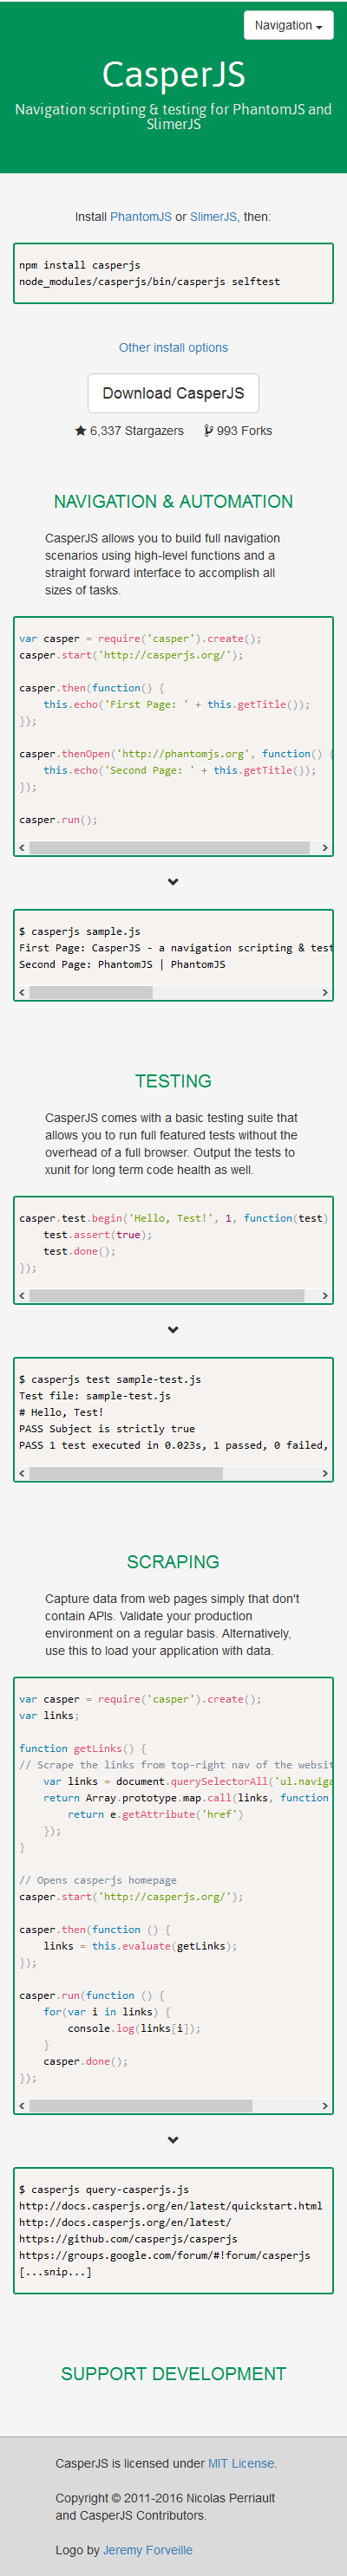 Navigation
CasperJS
Navigation scripting & testing for PhantomJS and
SlimerJS
Install PhantomJS or SlimerJS, then:
npm install casperjs
node_modules/casperjs/bin/casperjs selftest
Other install options
Download CasperJS
6,337 Stargazers 993 Forks
NAVIGATION & AUTOMATION
CasperJS allows you to build full navigation
scenarios using high-level functions and a
straight forward interface to accomplish all
sizes of tasks.
var casper = require('casper').create();
casper.start('http://casperjs.org/');
casper.then(function() {
    this.echo('First Page: ' + this.getTitle());
});
casper.thenOpen('http://phantomjs.org', function() {
    this.echo('Second Page: ' + this.getTitle());
});
casper.run();
$ casperjs sample.js
First Page: CasperJS - a navigation scripting & test
Second Page: PhantomJS | PhantomJS
TESTING
CasperJS comes with a basic testing suite that
allows you to run full featured tests without the
overhead of a full browser. Output the tests to
xunit for long term code health as well.
casper.test.begin('Hello, Test!', 1, function(test)
    test.assert(true);
    test.done();
});
$ casperjs test sample-test.js
Test file: sample-test.js
# Hello, Test!
PASS Subject is strictly true
PASS 1 test executed in 0.023s, 1 passed, 0 failed,
SCRAPING
Capture data from web pages simply that don't
contain APIs. Validate your production
environment on a regular basis. Alternatively,
use this to load your application with data.
var casper = require('casper').create();
var links;
function getLinks() {
// Scrape the links from top-right nav of the websit
    var links = document.querySelectorAll('ul.naviga
    return Array.prototype.map.call(links, function
        return e.getAttribute('href')
    });
}
// Opens casperjs homepage
casper.start('http://casperjs.org/');
casper.then(function () {
    links = this.evaluate(getLinks);
});
casper.run(function () {
    for(var i in links) {
        console.log(links[i]);
    }
    casper.done();
});
$ casperjs query-casperjs.js
http://docs.casperjs.org/en/latest/quickstart.html
http://docs.casperjs.org/en/latest/
https://github.com/casperjs/casperjs
https://groups.google.com/forum/#!forum/casperjs
[...snip...]
SUPPORT DEVELOPMENT
CasperJS is licensed under MIT License.
Copyright © 2011-2016 Nicolas Perriault
and CasperJS Contributors.
Logo by Jeremy Forveille